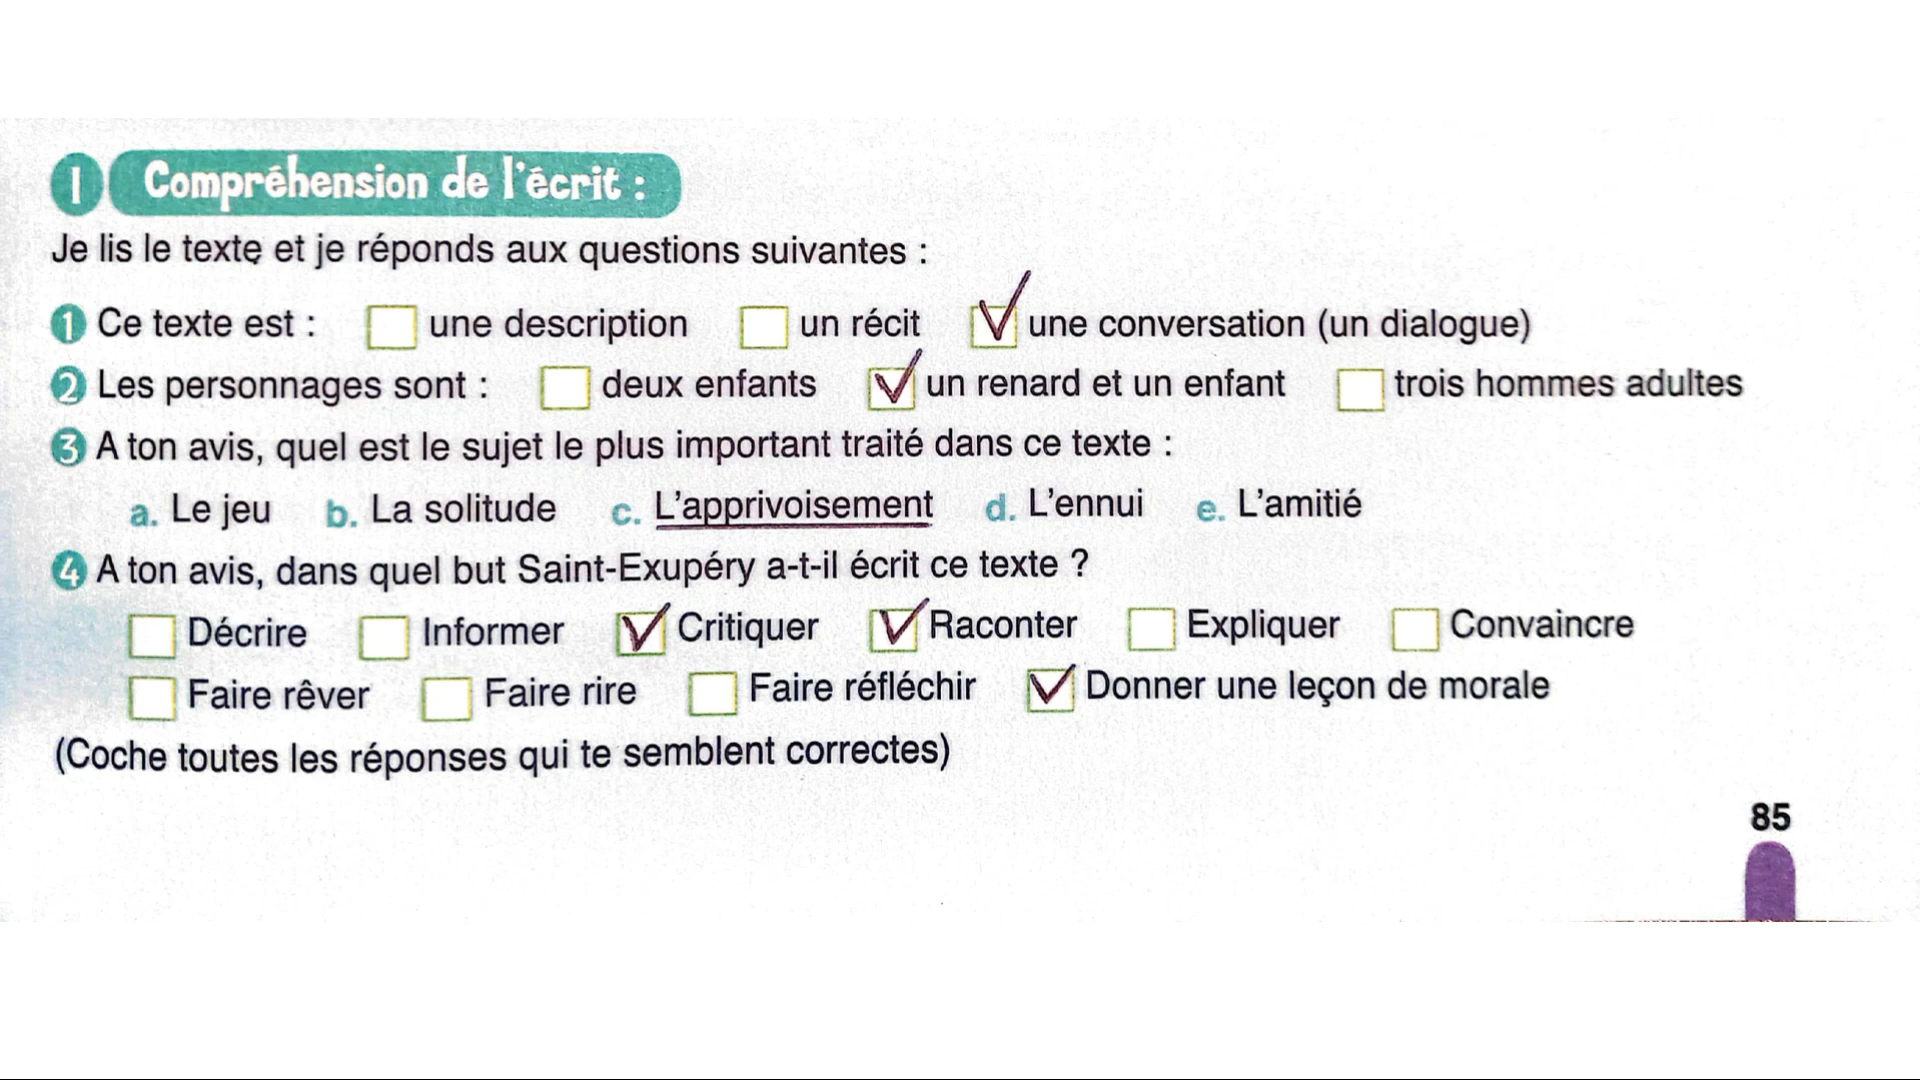 1 Compréhension de l'écrit :
Je lis le texte et je réponds aux questions suivantes :
1 Ce texte est : une description un récit une conversation (un dialogue)
2 Les personnages sont : deux enfants un renard et un enfant trois hommes adultes
3 A ton avis, quel est le sujet le plus important traité dans ce texte :
a. Le jeu b. La solitude c. L'apprivoisement d. L'ennui e. L'amitié
4 A ton avis, dans quel but Saint-Exupéry a-t-il écrit ce texte ?
Décrire Informer Critiquer Raconter Expliquer Convaincre
Faire rêver Faire rire Faire réfléchir Donner une leçon de morale
(Coche toutes les réponses qui te semblent correctes)
85